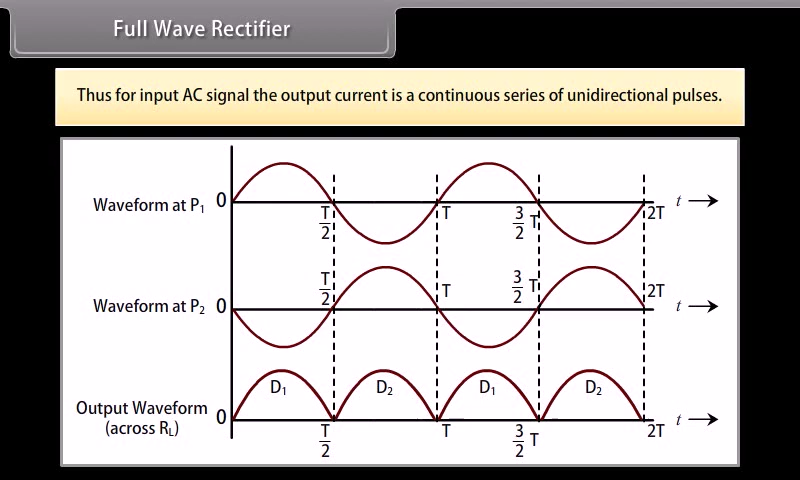 Full Wave Rectifier
Thus for input AC signal the output current is a continuous series of unidirectional pulses.
Waveform at P₁ 0 T/2 T 3/2 T 2T t →
Waveform at P₂ 0 T/2 T 3/2 T 2T t →
D₁ D₂ D₁ D₂
Output Waveform 0
(across R_L) T/2 T 3/2 T 2T t →